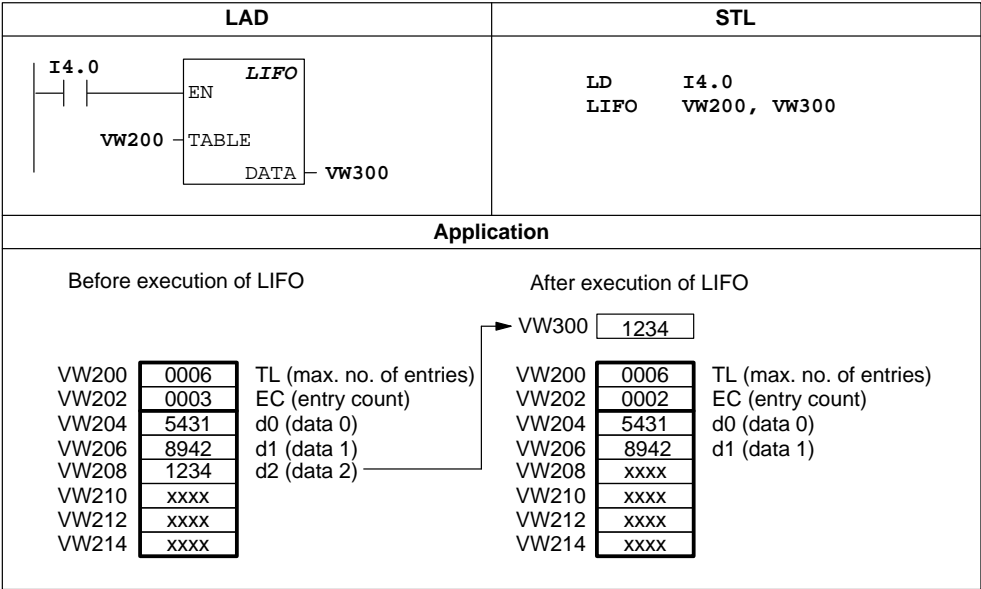 LAD STL
I4.0 LIFO
EN
VW200 TABLE
DATA VW300
LD I4.0
LIFO VW200, VW300
Application
Before execution of LIFO
VW200 0006 TL (max. no. of entries)
VW202 0003 EC (entry count)
VW204 5431 d0 (data 0)
VW206 8942 d1 (data 1)
VW208 1234 d2 (data 2)
VW210 xxxx
VW212 xxxx
VW214 xxxx
After execution of LIFO
VW300 1234
VW200 0006 TL (max. no. of entries)
VW202 0002 EC (entry count)
VW204 5431 d0 (data 0)
VW206 8942 d1 (data 1)
VW208 xxxx
VW210 xxxx
VW212 xxxx
VW214 xxxx